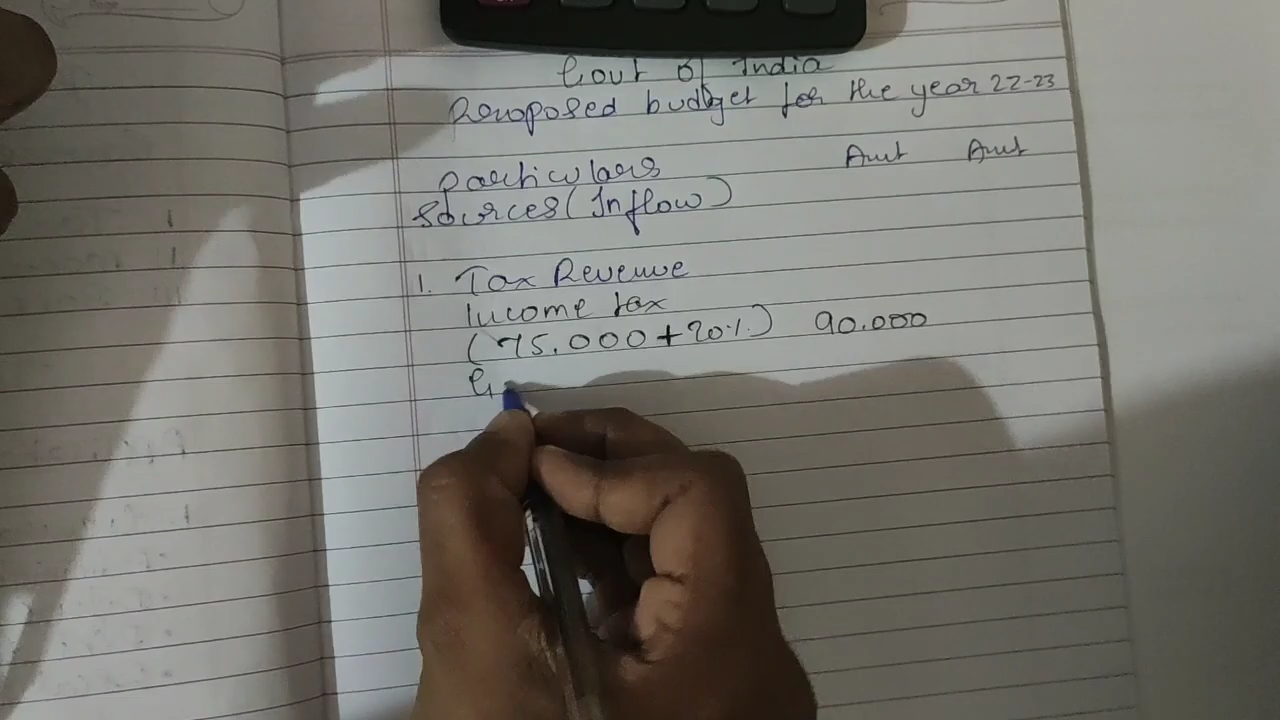 Govt of India
Proposed budget for the year 22-23
particulars Amt Amt
Sources (Inflow)
1. Tax Revenue
Income tax
(75.000+20%) 90.000
G